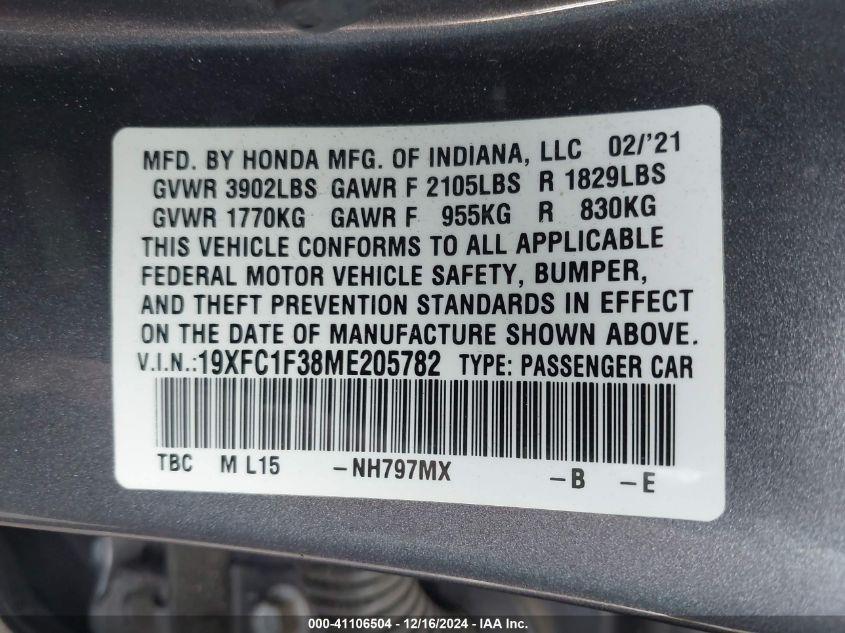 MFD. BY HONDA MFG. OF INDIANA, LLC 02/'21
GVWR 3902LBS GAWR F 2105LBS R 1829LBS
GVWR 1770KG GAWR F 955KG R 830KG
THIS VEHICLE CONFORMS TO ALL APPLICABLE
FEDERAL MOTOR VEHICLE SAFETY, BUMPER,
AND THEFT PREVENTION STANDARDS IN EFFECT
ON THE DATE OF MANUFACTURE SHOWN ABOVE.
V.I.N.:19XFC1F38ME205782 TYPE: PASSENGER CAR
TBC M L15 -NH797MX -B -E
000-41106504 - 12/16/2024 - IAA Inc.